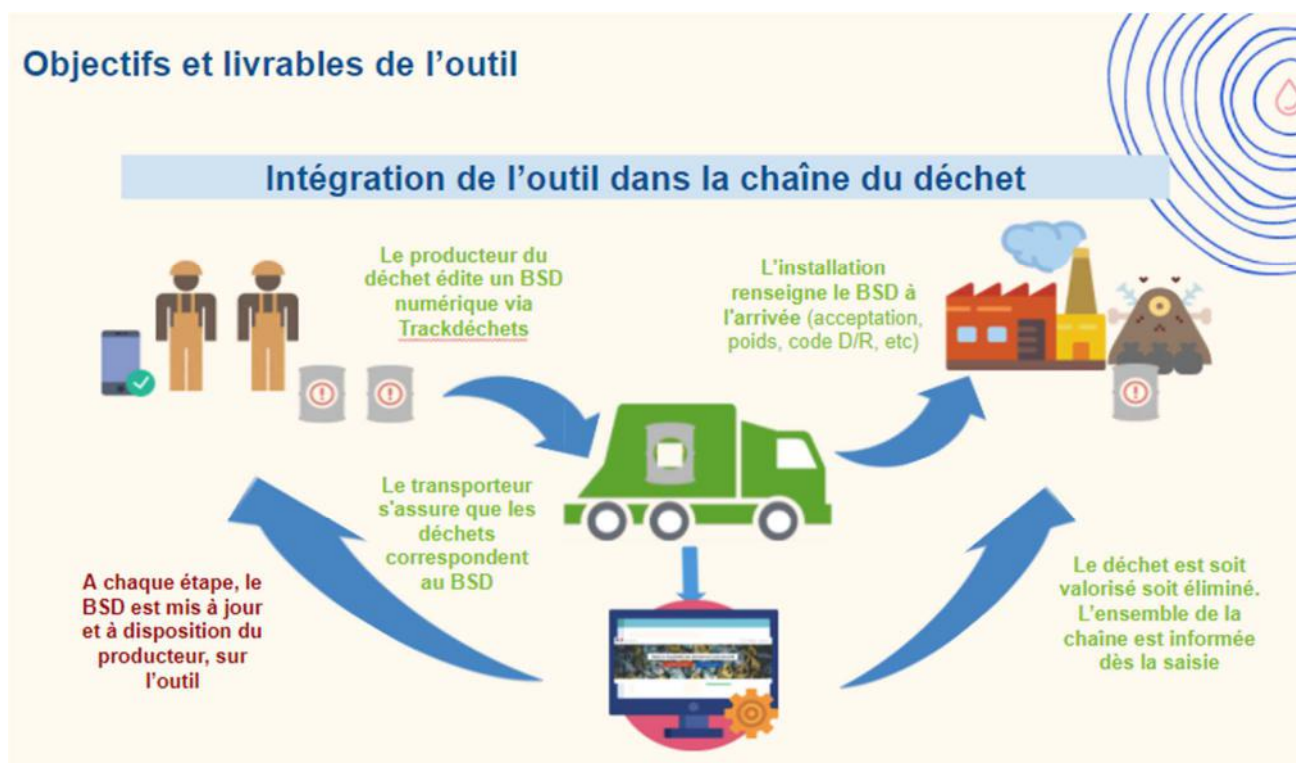 Objectifs et livrables de l'outil
Intégration de l'outil dans la chaîne du déchet
Le producteur du
déchet édite un BSD
numérique via
Trackdéchets
L'installation
renseigne le BSD à
l'arrivée (acceptation,
poids, code D/R, etc)
Le transporteur
s'assure que les
déchets
correspondent
au BSD
A chaque étape, le
BSD est mis à jour
et à disposition du
producteur, sur
l'outil
Le déchet est soit
valorisé soit éliminé.
L'ensemble de la
chaîne est informée
dès la saisie